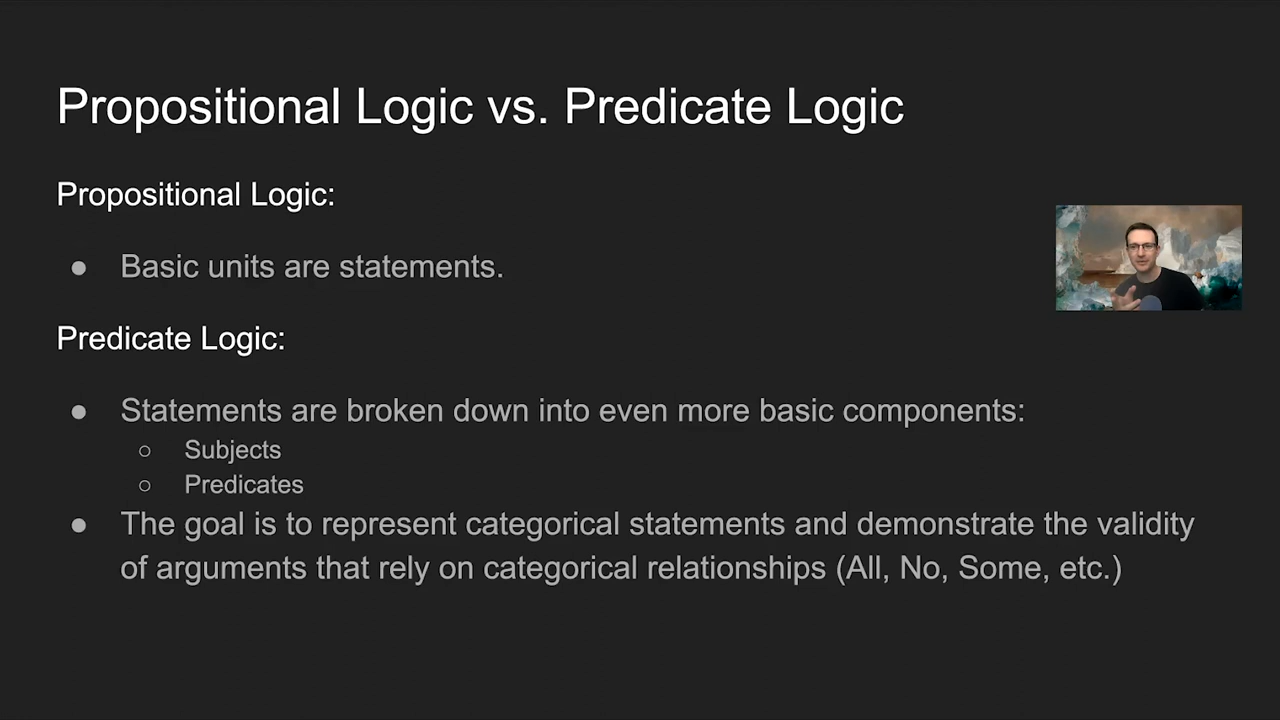 Propositional Logic vs. Predicate Logic
Propositional Logic:
● Basic units are statements.
Predicate Logic:
● Statements are broken down into even more basic components:
○ Subjects
○ Predicates
● The goal is to represent categorical statements and demonstrate the validity
of arguments that rely on categorical relationships (All, No, Some, etc.)